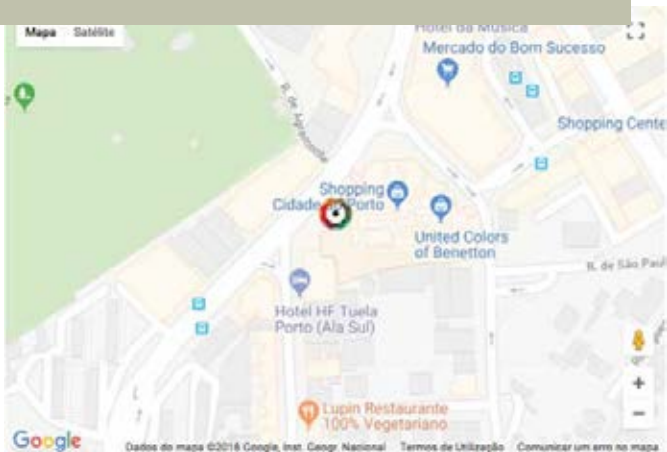 Hotel da Música
Mapa Satélite
Mercado do Bom Sucesso
R. de Agramonte
Shopping Cente
Shopping
Cidade do Porto
United Colors
of Benetton
R. de São Paul
Hotel HF Tuela
Porto (Ala Sul)
Lupin Restaurante
100% Vegetariano
Google
Dados do mapa ©2018 Google, Inst. Geogr. Nacional Termos de Utilização Comunicar um erro no mapa